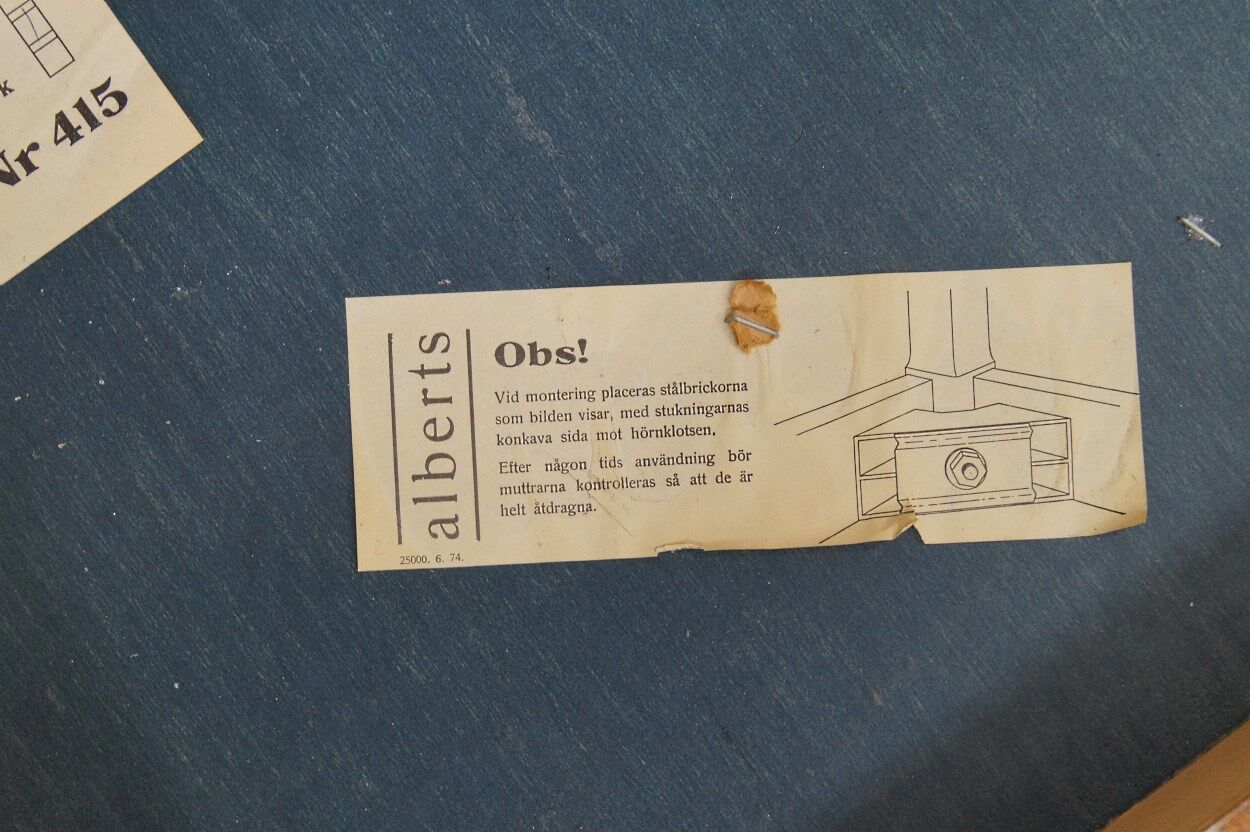 k
Nr 415
alberts
Obs!
Vid montering placeras stålbrickorna
som bilden visar, med stukningarnas
konkava sida mot hörnklotsen.
Efter någon tids användning bör
muttrarna kontrolleras så att de är
helt åtdragna.
25000. 6. 74.